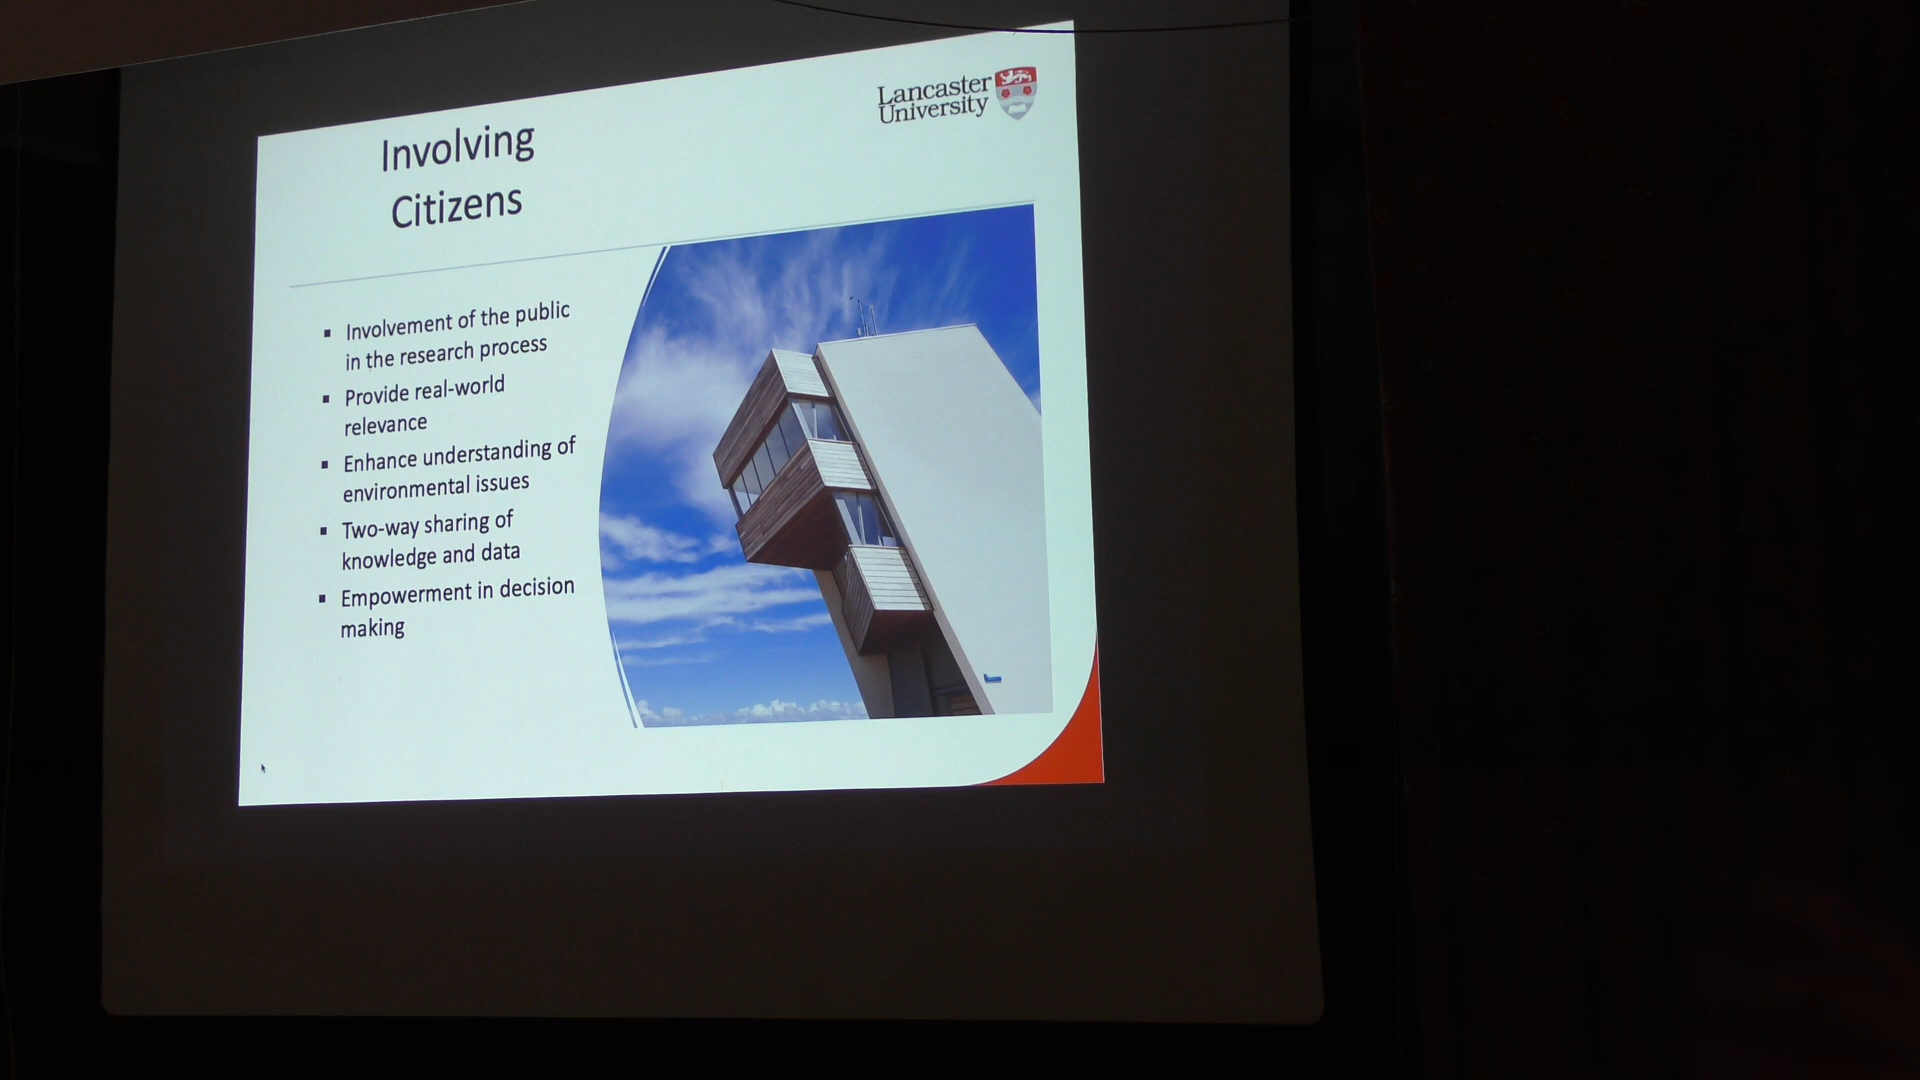 Lancaster
University
Involving
Citizens
▪ Involvement of the public
in the research process
▪ Provide real-world
relevance
▪ Enhance understanding of
environmental issues
▪ Two-way sharing of
knowledge and data
▪ Empowerment in decision
making